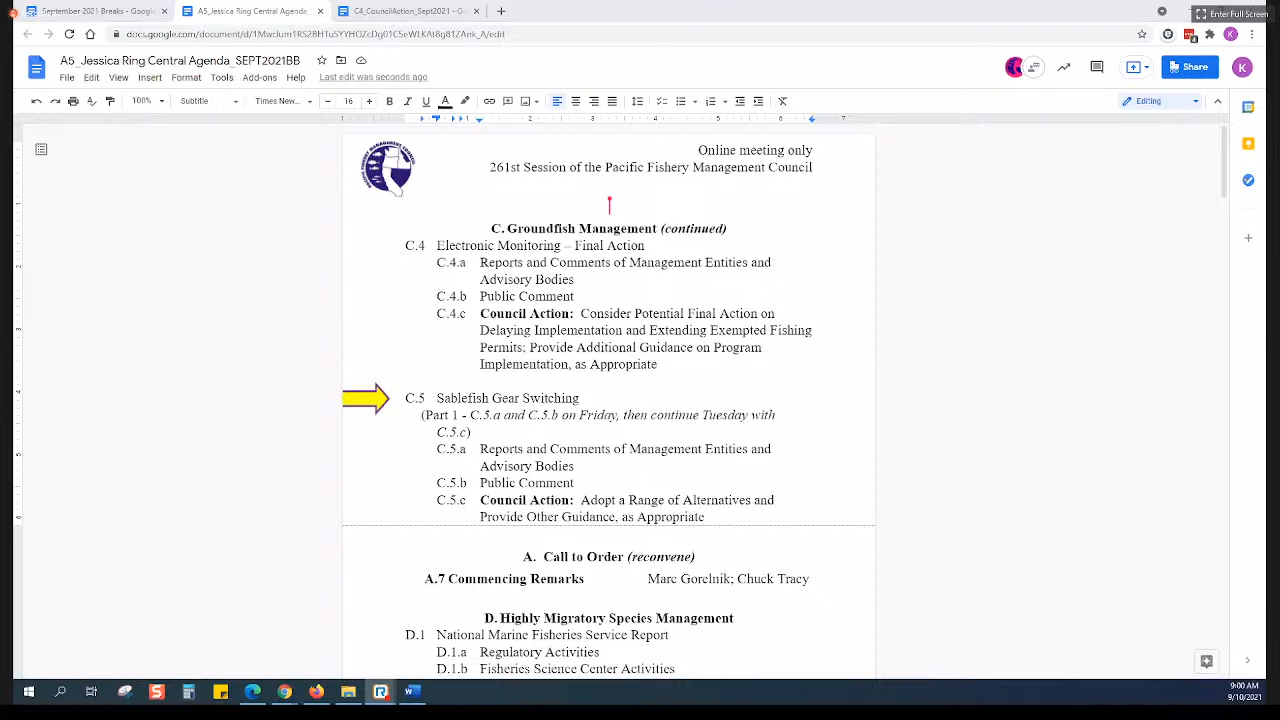 September 2021 Breaks - Google
A5_Jessica Ring Central Agenda_
C4_CouncilAction_Sept2021 - Go
Enter Full Screen
Last edit was seconds ago
A5_Jessica Ring Central Agenda_SEPT2021BB
File Edit View Insert Format Tools Add-ons Help
Share
K
100% Subtitle Times New... 16 B I U A Editing
Online meeting only
261st Session of the Pacific Fishery Management Council
C. Groundfish Management (continued)
C.4 Electronic Monitoring – Final Action
C.4.a Reports and Comments of Management Entities and
Advisory Bodies
C.4.b Public Comment
C.4.c Council Action: Consider Potential Final Action on
Delaying Implementation and Extending Exempted Fishing
Permits; Provide Additional Guidance on Program
Implementation, as Appropriate
C.5 Sablefish Gear Switching
(Part 1 - C.5.a and C.5.b on Friday, then continue Tuesday with
C.5.c)
C.5.a Reports and Comments of Management Entities and
Advisory Bodies
C.5.b Public Comment
C.5.c Council Action: Adopt a Range of Alternatives and
Provide Other Guidance, as Appropriate
A. Call to Order (reconvene)
A.7 Commencing Remarks Marc Gorelnik; Chuck Tracy
D. Highly Migratory Species Management
D.1 National Marine Fisheries Service Report
D.1.a Regulatory Activities
D.1.b Fisheries Science Center Activities
9:00 AM
9/10/2021